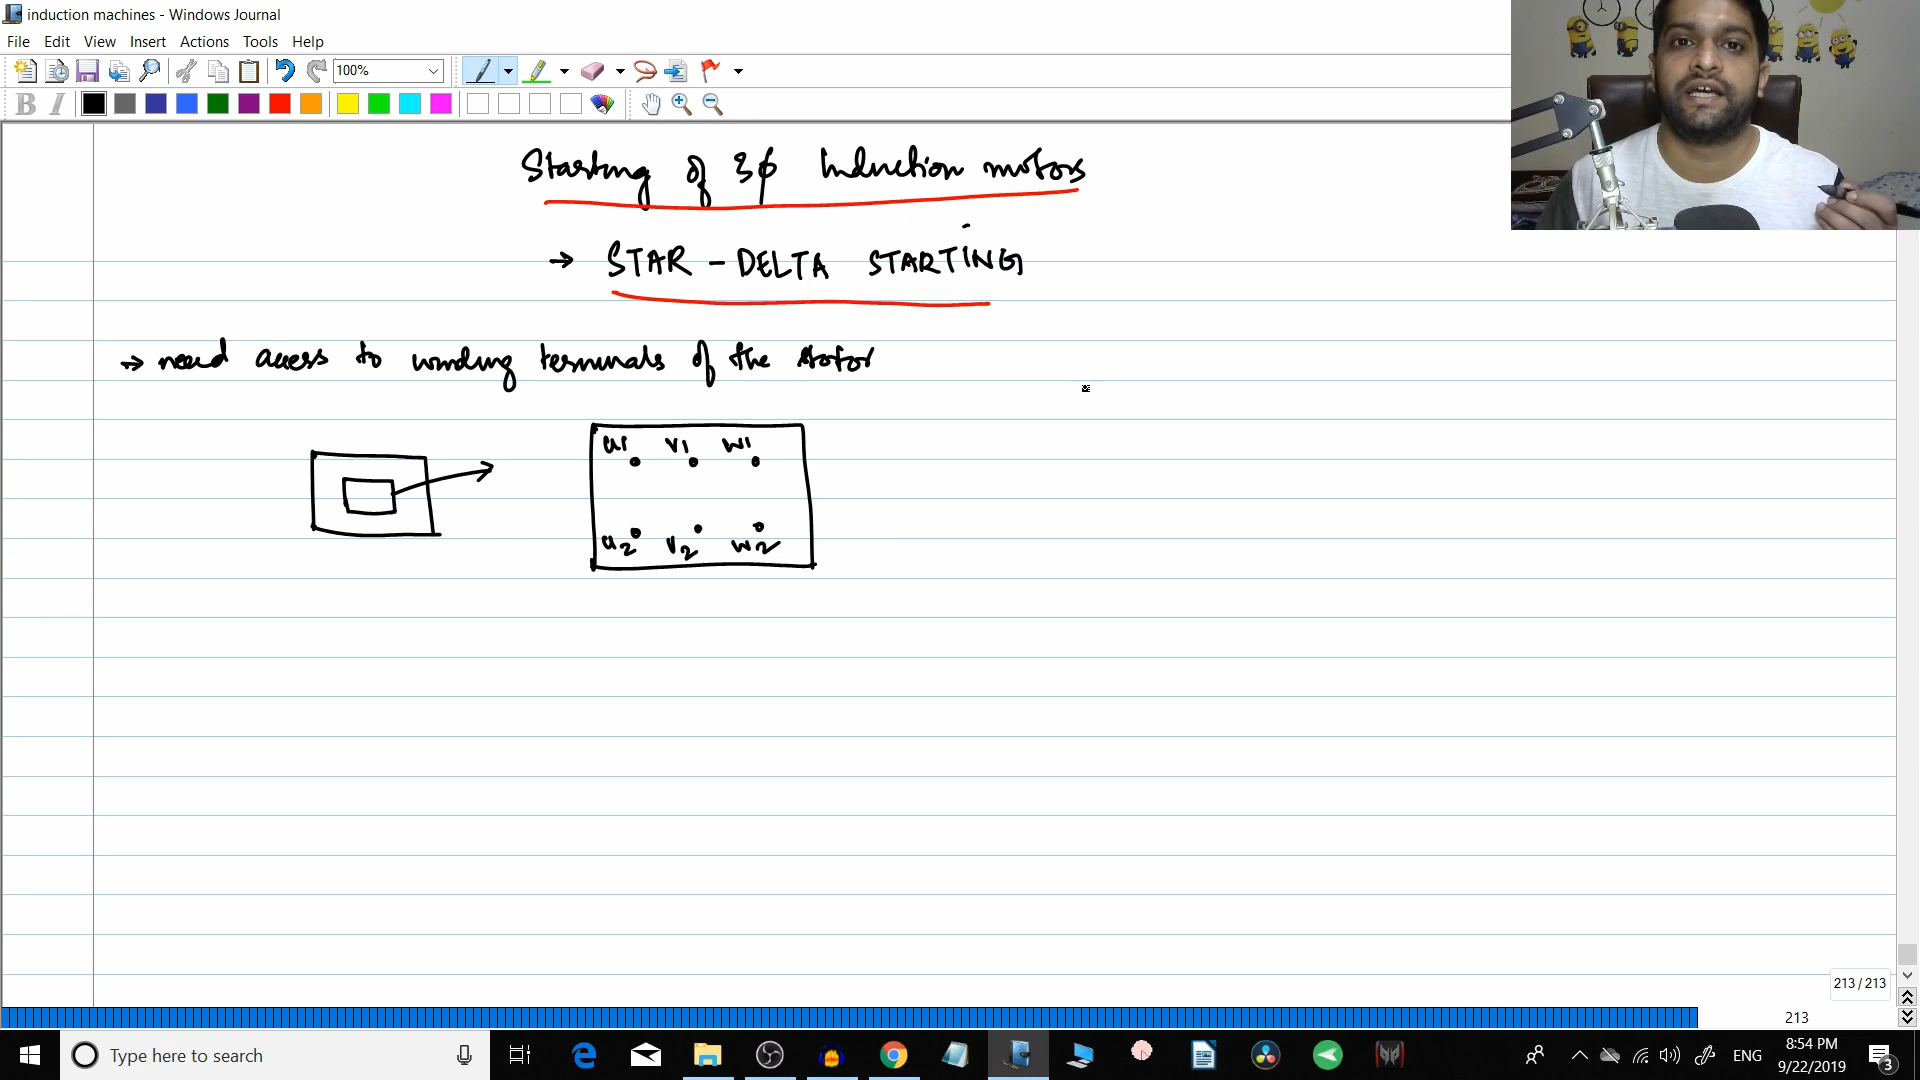 induction machines - Windows Journal
File Edit View Insert Actions Tools Help
100%
B I
Starting of 3ϕ Induction motors
→ STAR - DELTA STARTING
→ need access to winding terminals of the stator
U1 V1 W1
U2 V2 W2
213 / 213
213
Type here to search
ENG
8:54 PM
9/22/2019
3